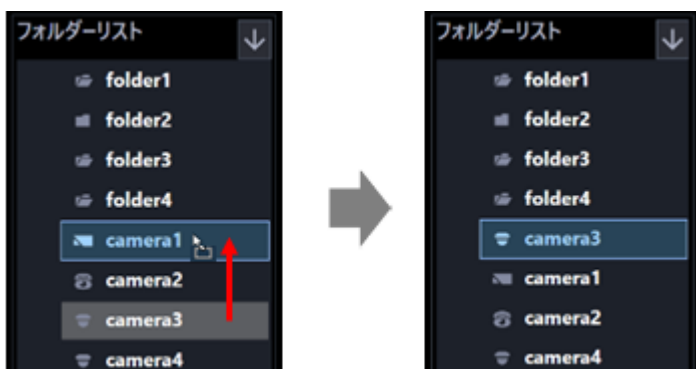 フォルダーリスト
folder1
folder2
folder3
folder4
camera1
camera2
camera3
camera4
フォルダーリスト
folder1
folder2
folder3
folder4
camera3
camera1
camera2
camera4